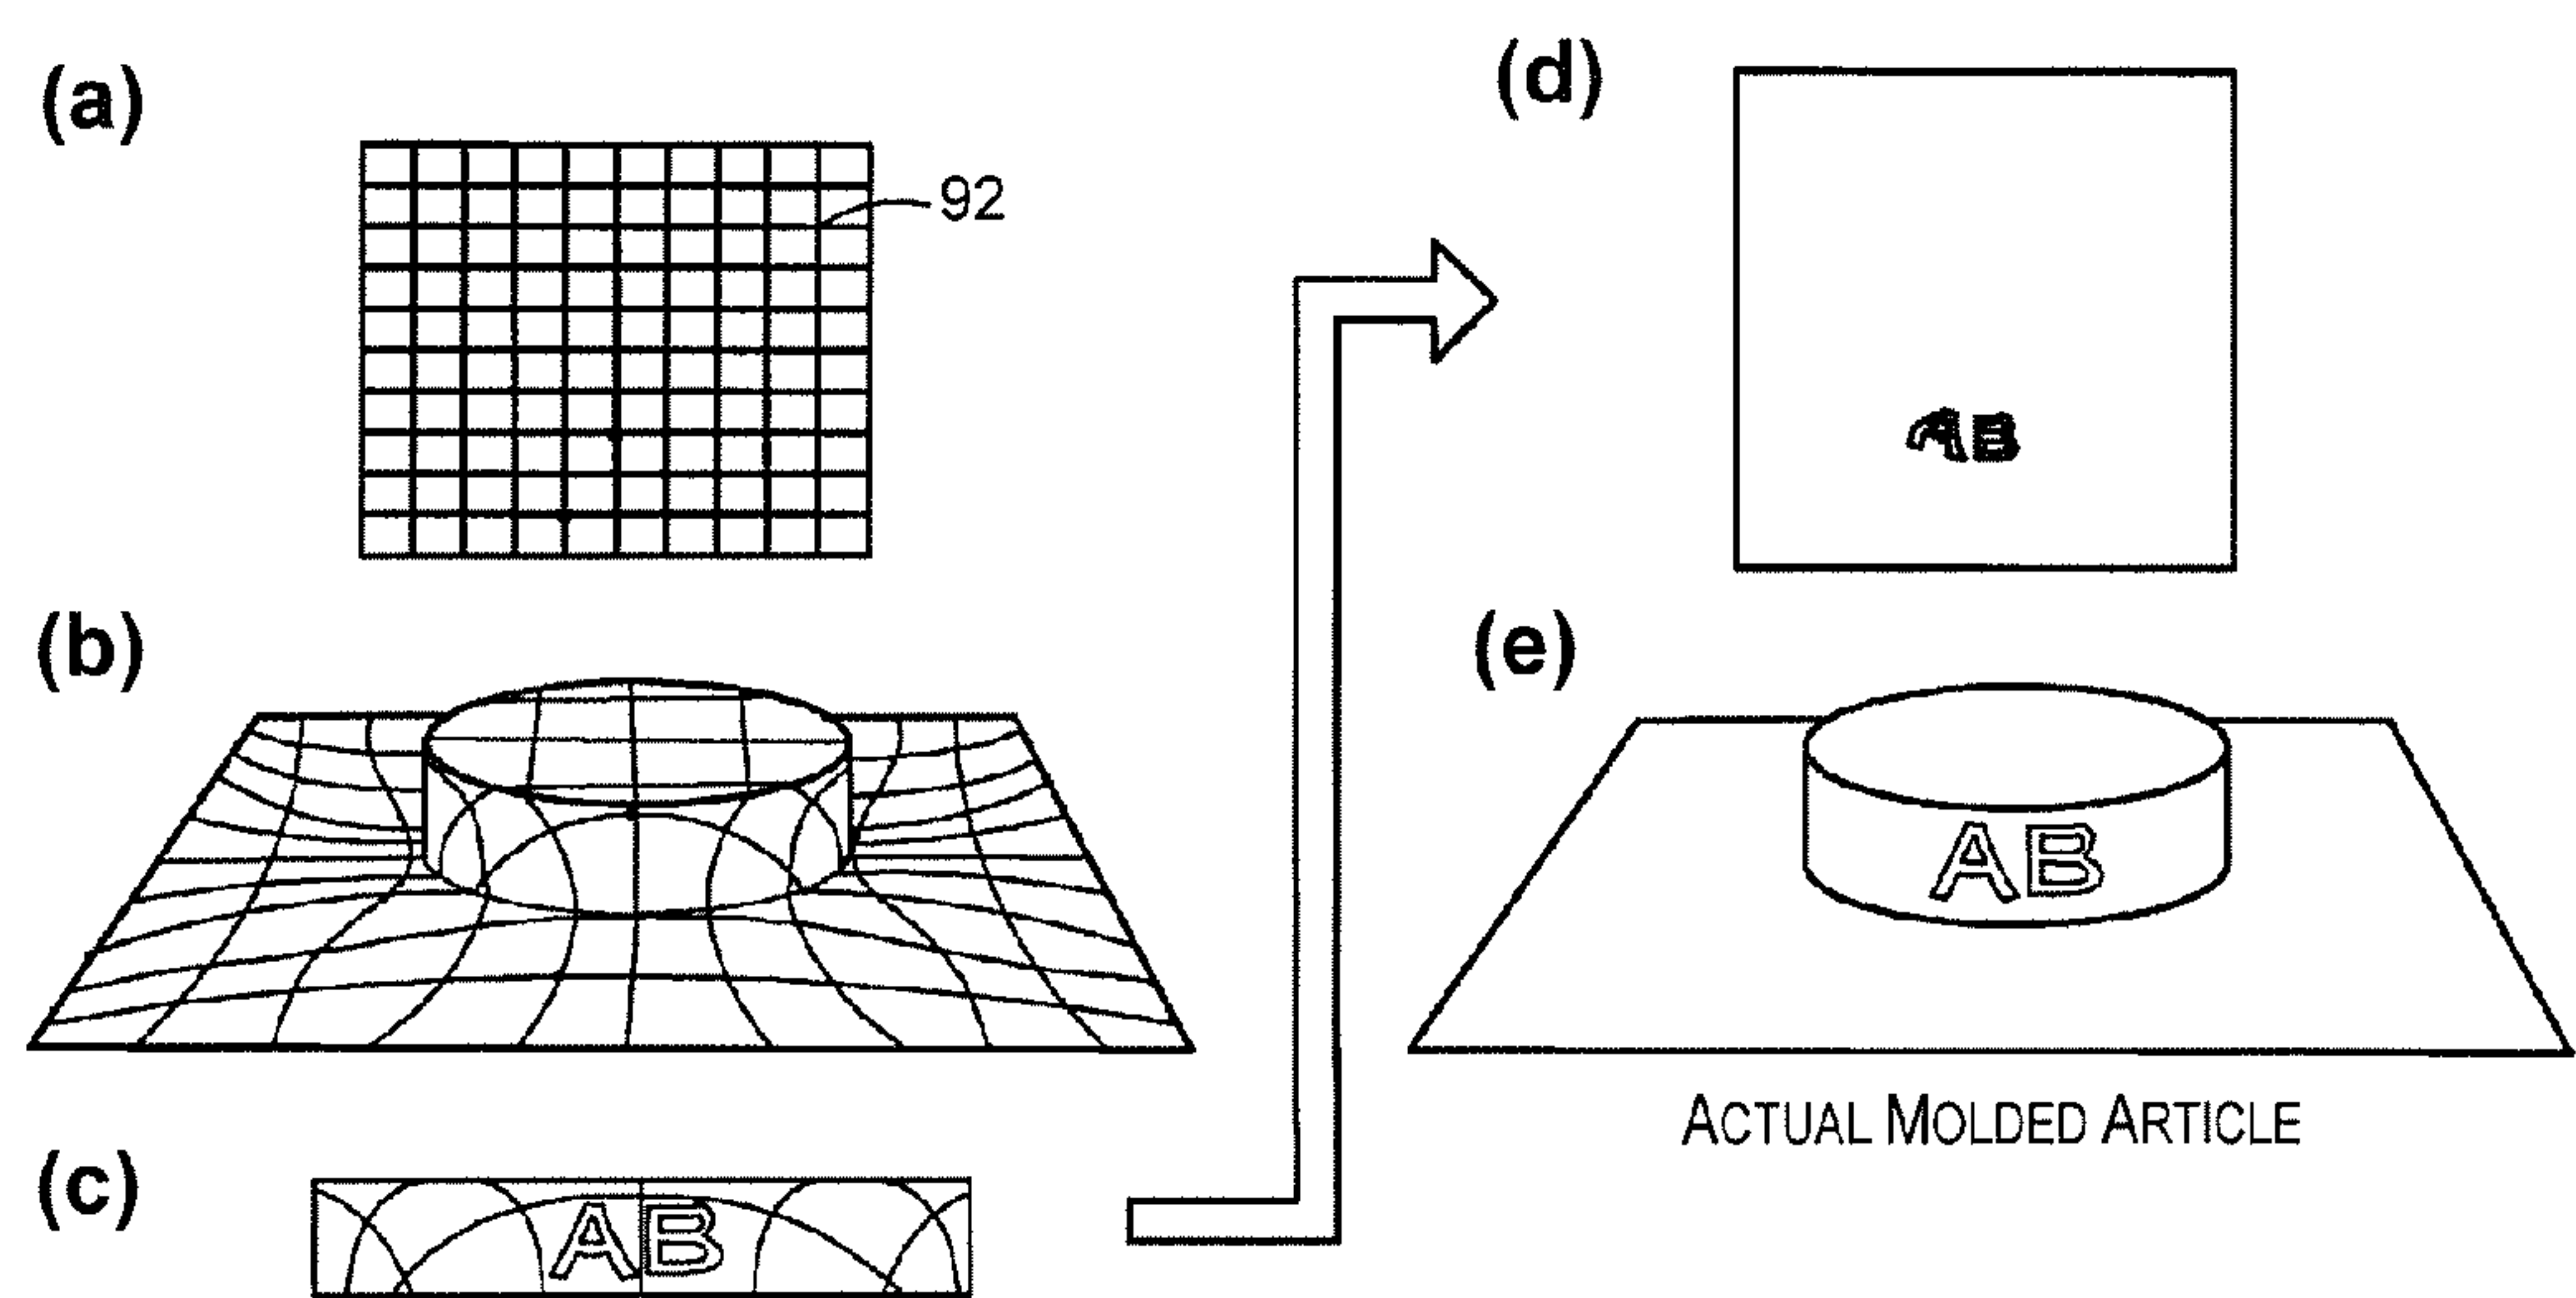 (a)
92
(b)
(c)
AB
(d)
AB
(e)
AB
ACTUAL MOLDED ARTICLE